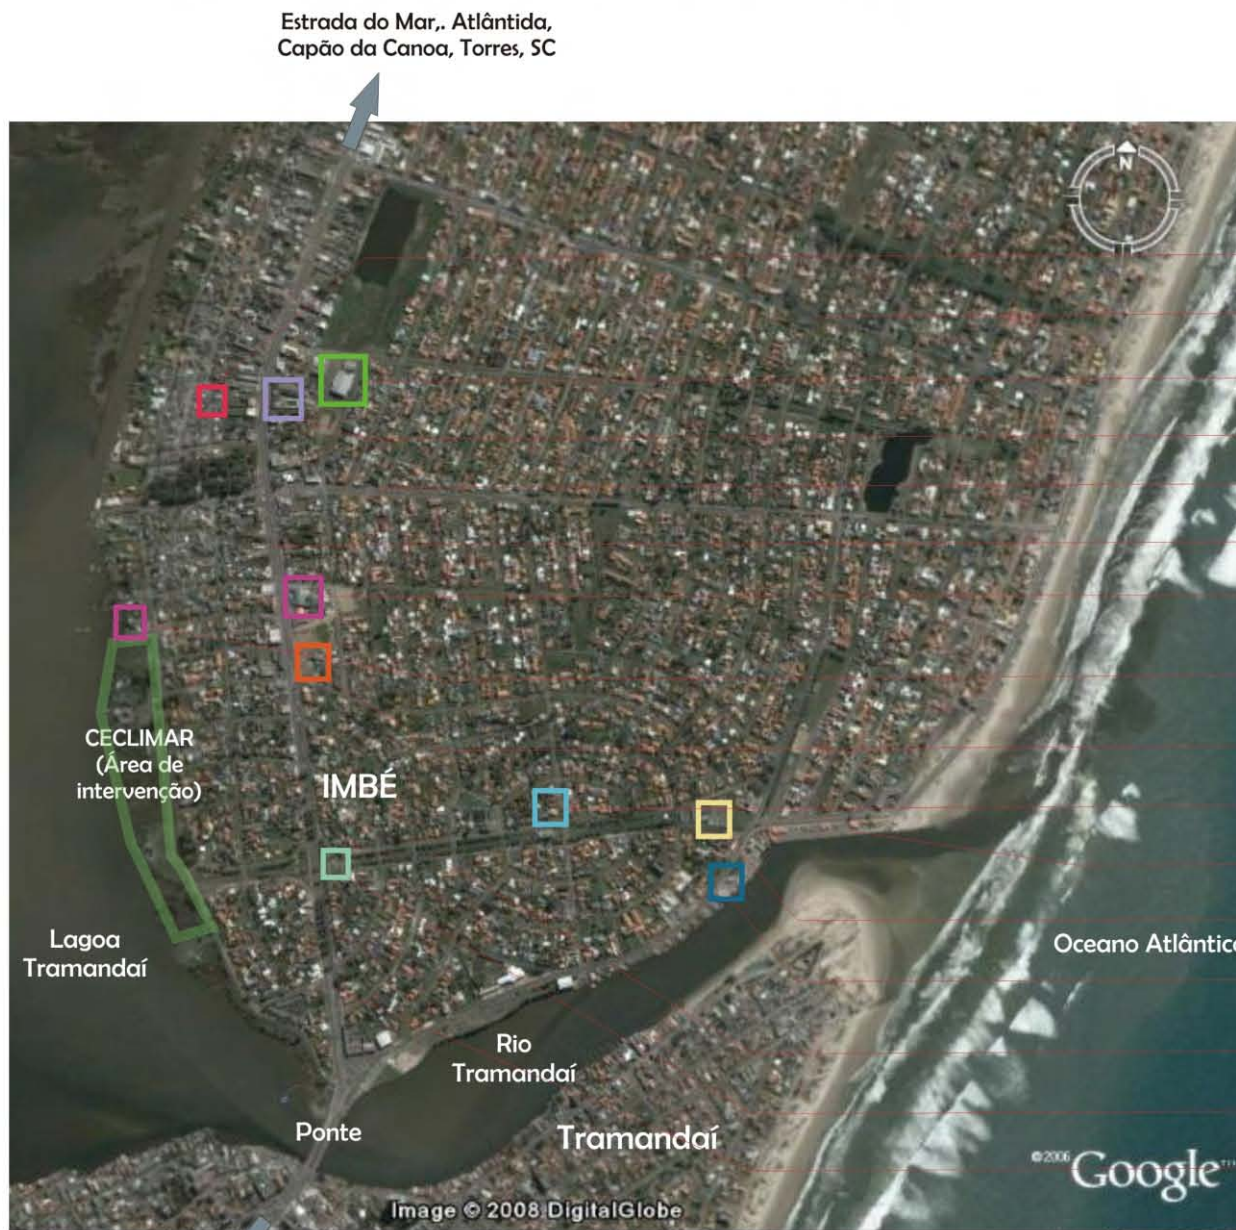 Estrada do Mar,. Atlântida,
Capão da Canoa, Torres, SC
N
CECLIMAR
(Área de
intervenção)
IMBÉ
Lagoa
Tramandaí
Oceano Atlântico
Rio
Tramandaí
Ponte
Tramandaí
©2006 Google™
Image © 2008 DigitalGlobe